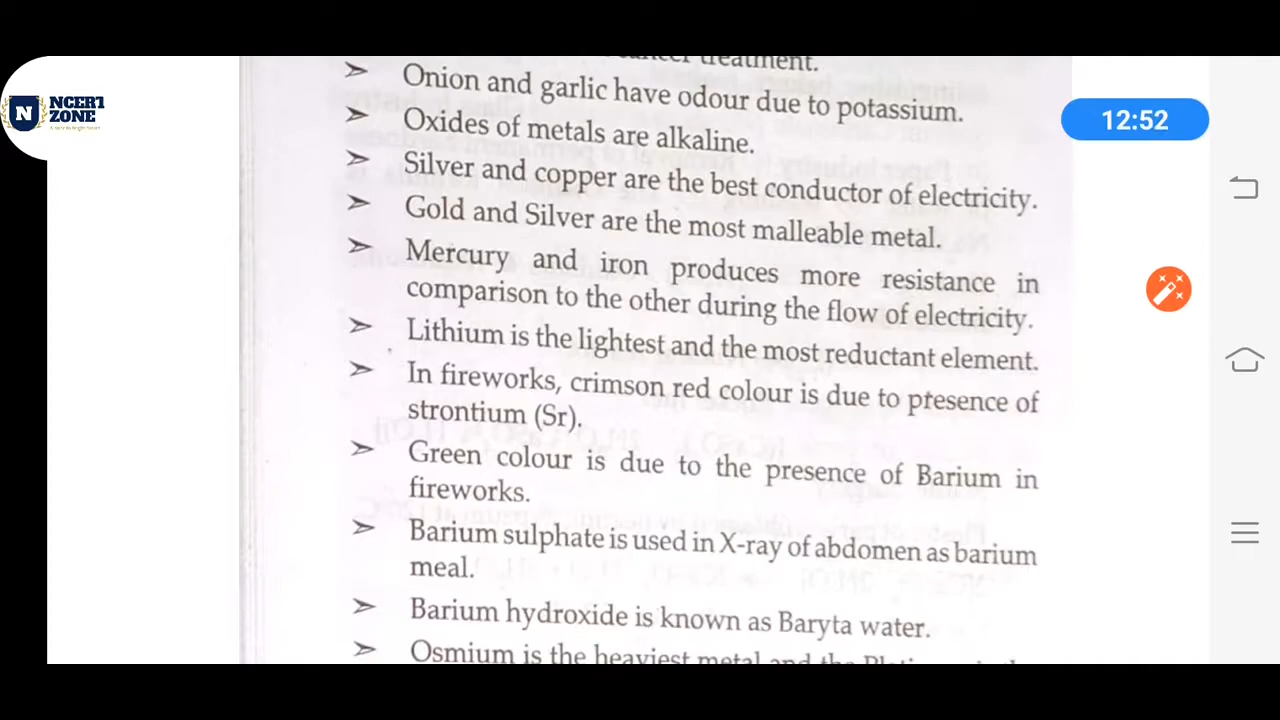 NCERT
ZONE
12:52
treatment.
➢ Onion and garlic have odour due to potassium.
➢ Oxides of metals are alkaline.
➢ Silver and copper are the best conductor of electricity.
➢ Gold and Silver are the most malleable metal.
➢ Mercury and iron produces more resistance in
comparison to the other during the flow of electricity.
➢ Lithium is the lightest and the most reductant element.
➢ In fireworks, crimson red colour is due to presence of
strontium (Sr).
➢ Green colour is due to the presence of Barium in
fireworks.
➢ Barium sulphate is used in X-ray of abdomen as barium
meal.
➢ Barium hydroxide is known as Baryta water.
➢ Osmium is the heaviest metal and the